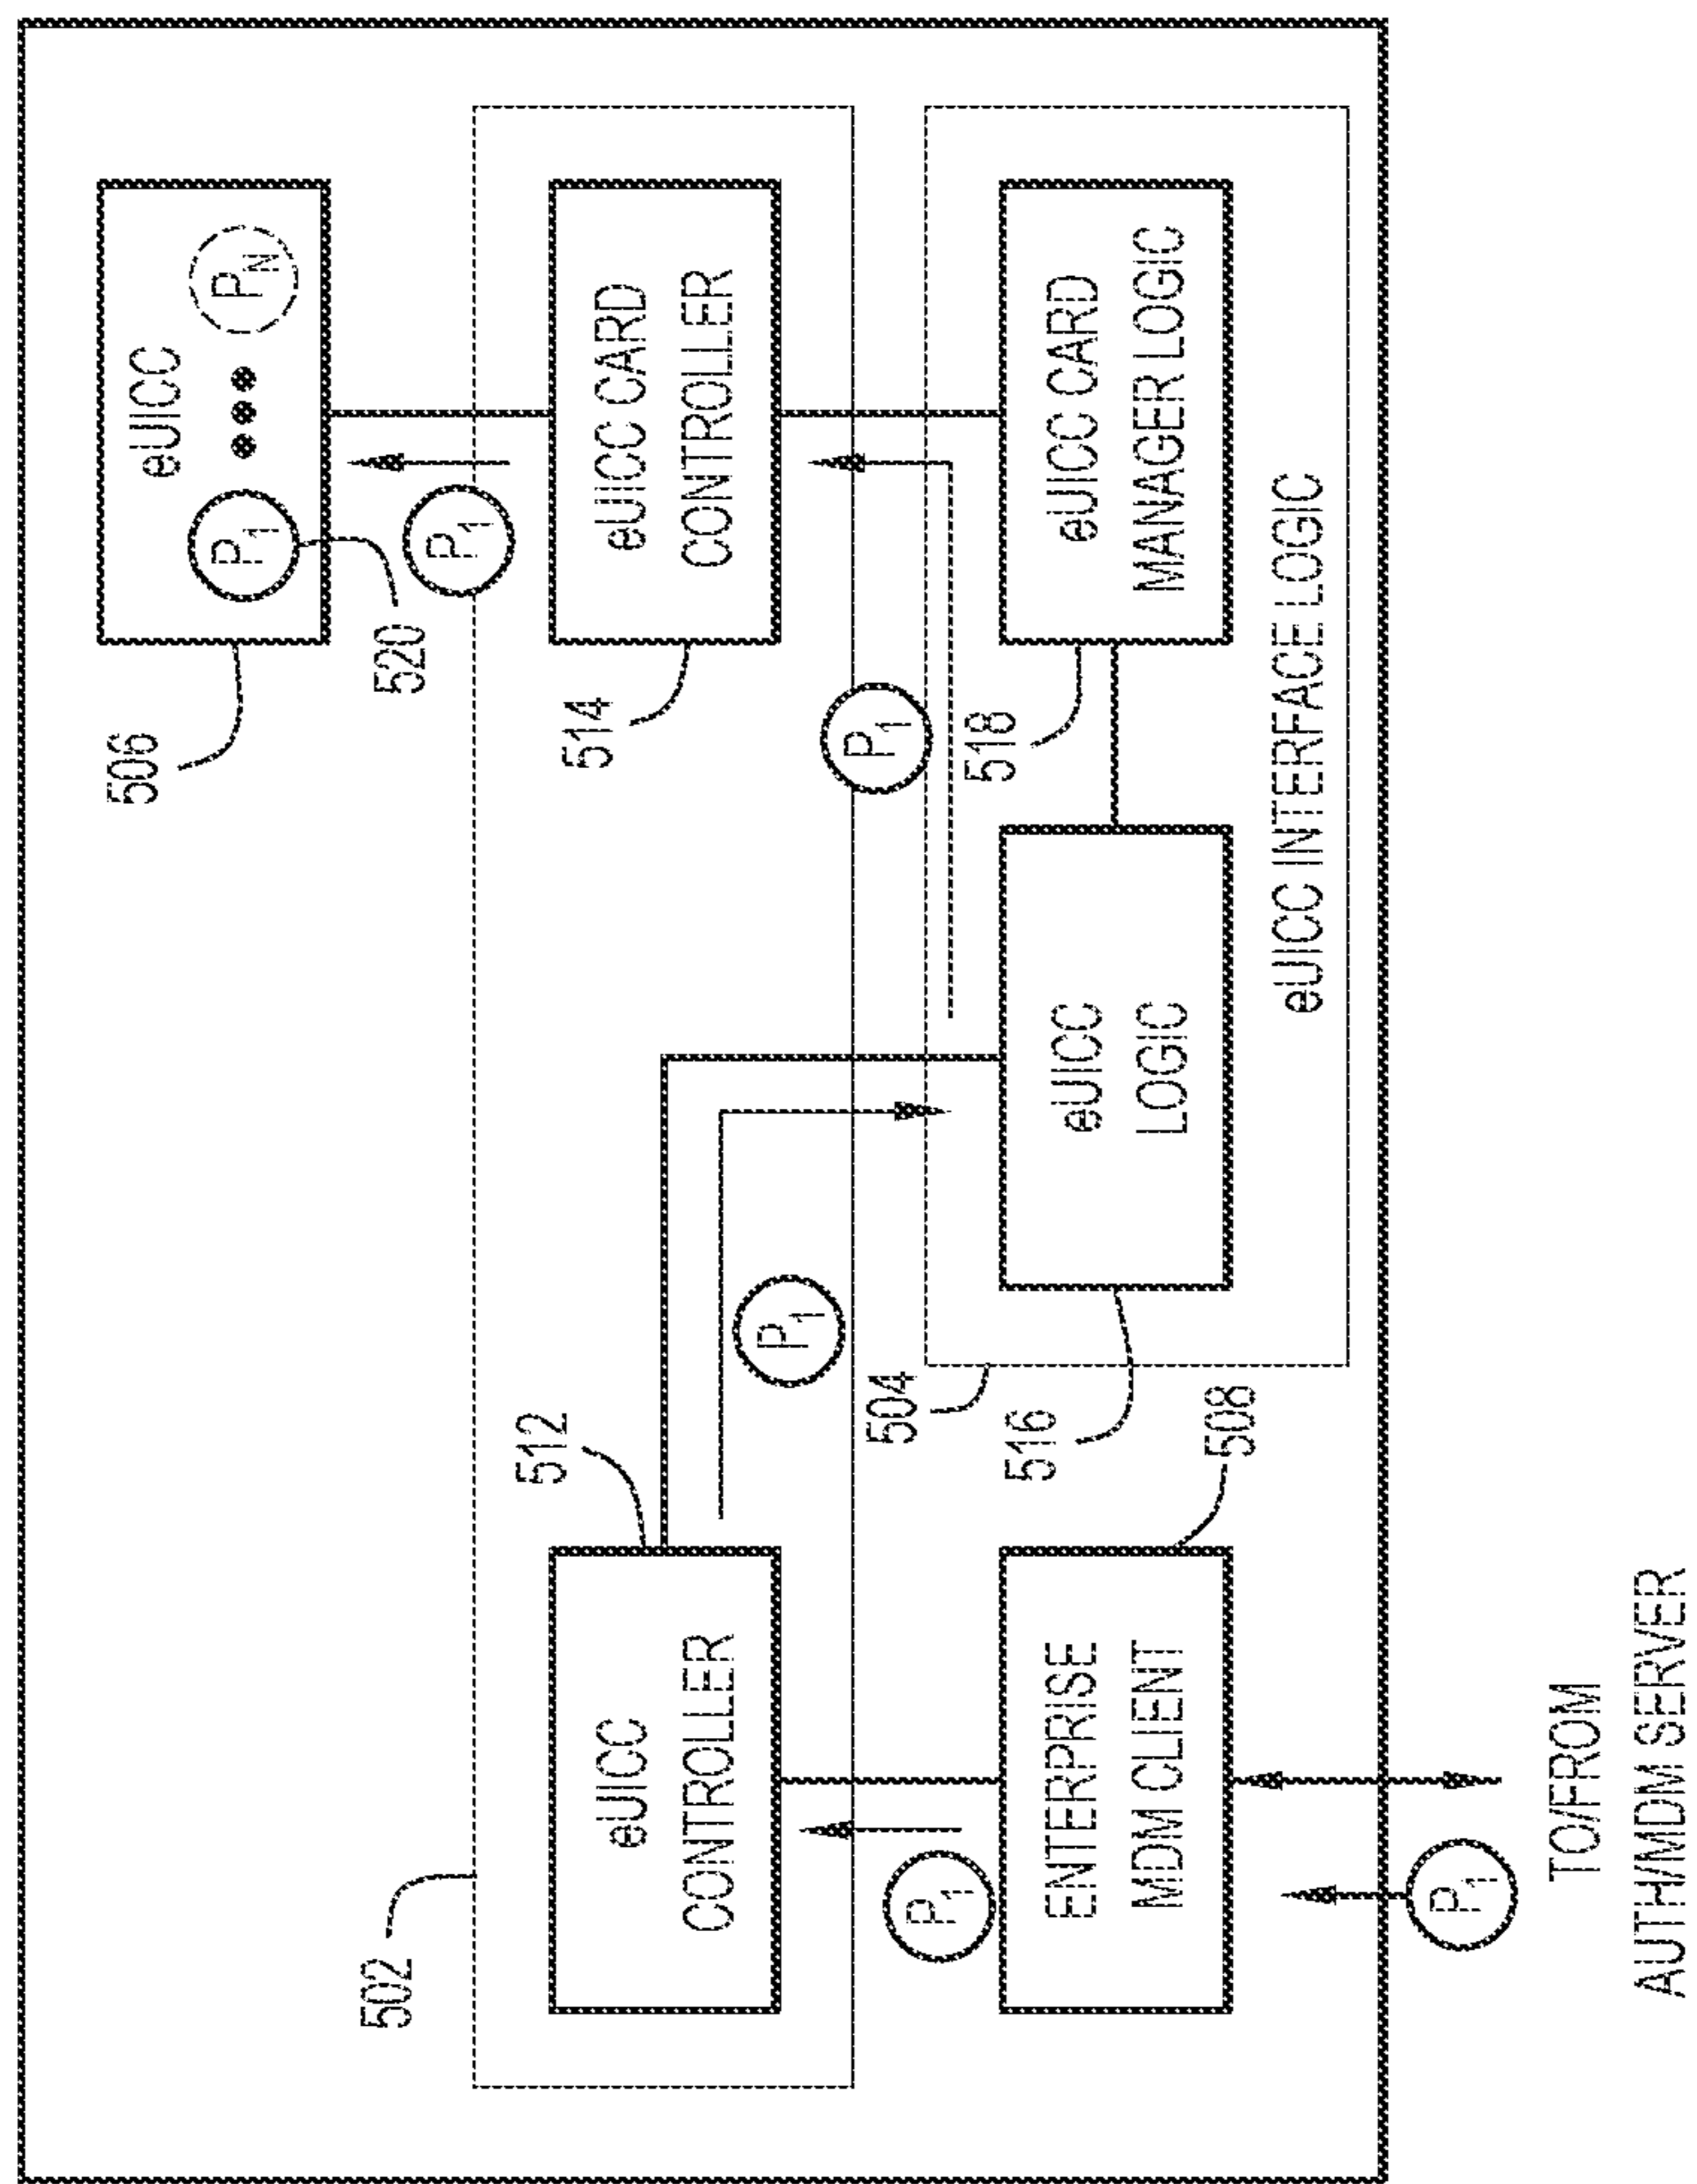 506
eUICC
P1
PN
502
520
P1
512
514
eUICC
CONTROLLER
eUICC CARD
CONTROLLER
P1
P1
504
P1
518
516
ENTERPRISE
MDM CLIENT
eUICC
LOGIC
eUICC CARD
MANAGER LOGIC
508
eUICC INTERFACE LOGIC
P1
TO/FROM
AUTH/MDM SERVER